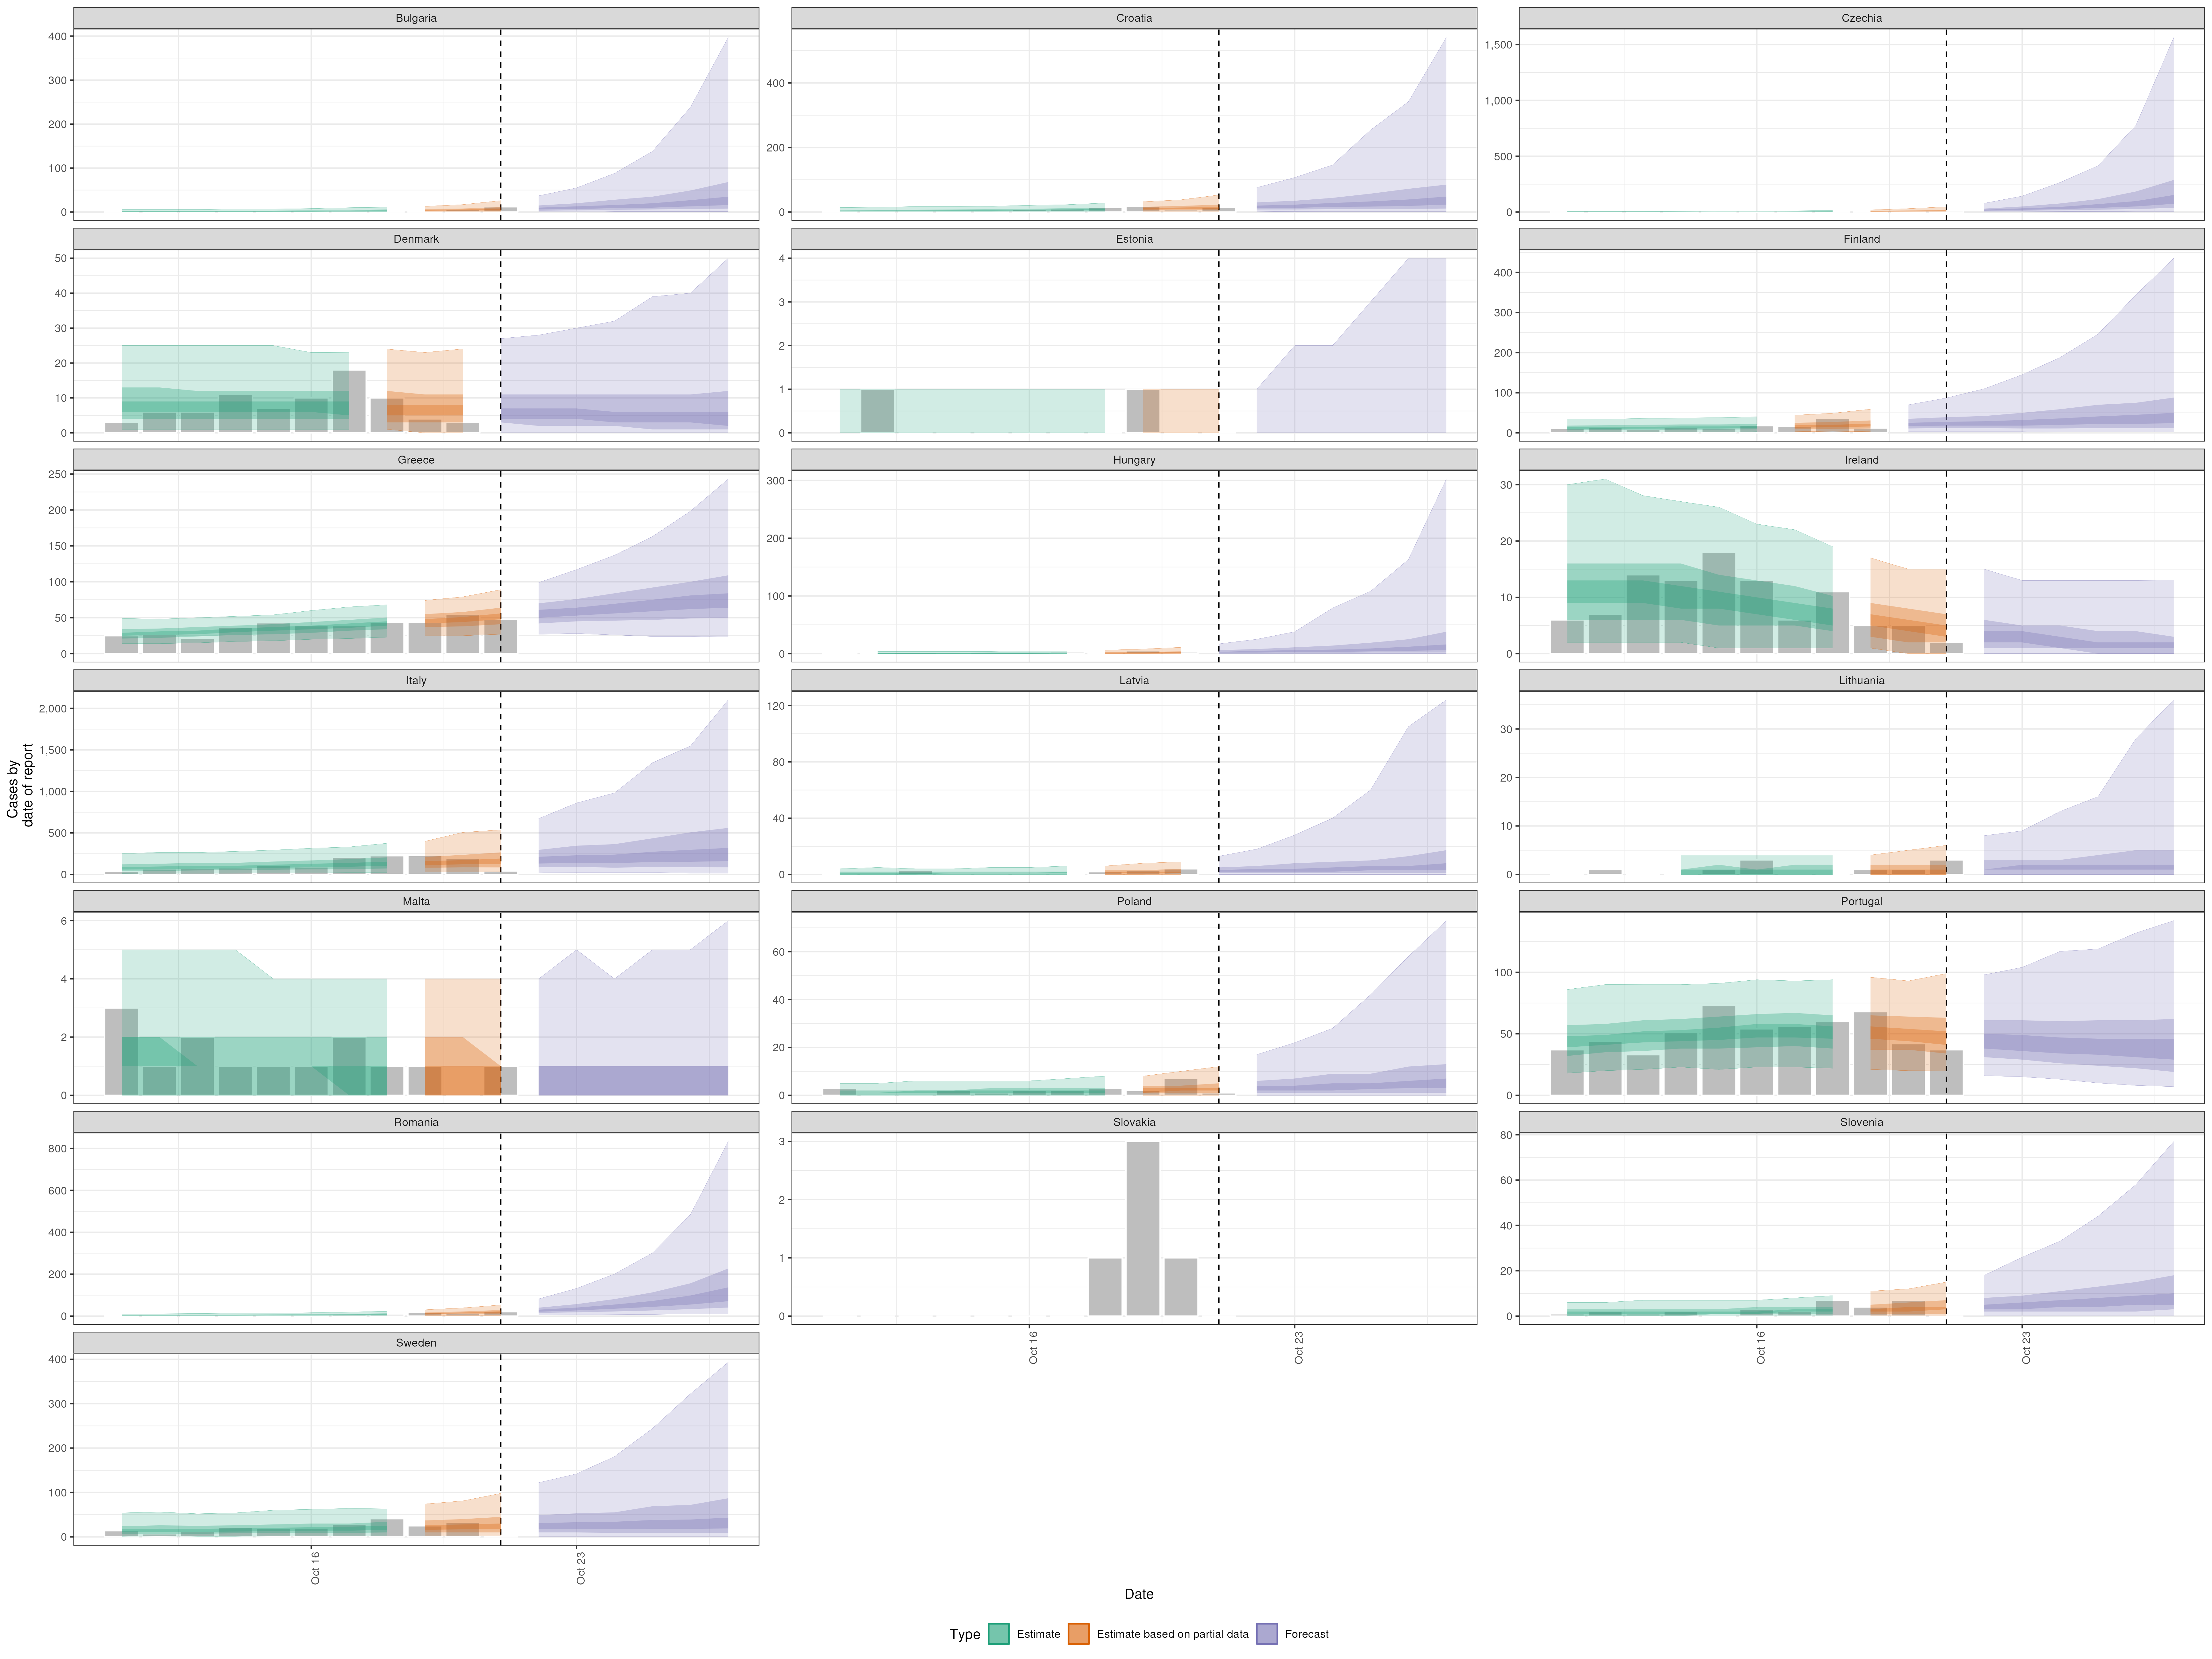 Bulgaria
Croatia
Czechia
400
300
200
100
0
400
200
0
1,500
1,000
500
0
Denmark
Estonia
Finland
50
40
30
20
10
0
4
3
2
1
0
400
300
200
100
0
Greece
Hungary
Ireland
250
200
150
100
50
0
300
200
100
0
30
20
10
0
Italy
Latvia
Lithuania
2,000
1,500
1,000
500
0
120
80
40
0
30
20
10
0
Cases by
date of report
Malta
Poland
Portugal
6
4
2
0
60
40
20
0
100
50
0
Romania
Slovakia
Slovenia
800
600
400
200
0
3
2
1
0
80
60
40
20
0
Oct 16
Oct 23
Oct 16
Oct 23
Sweden
400
300
200
100
0
Oct 16
Oct 23
Date
Type Estimate Estimate based on partial data Forecast